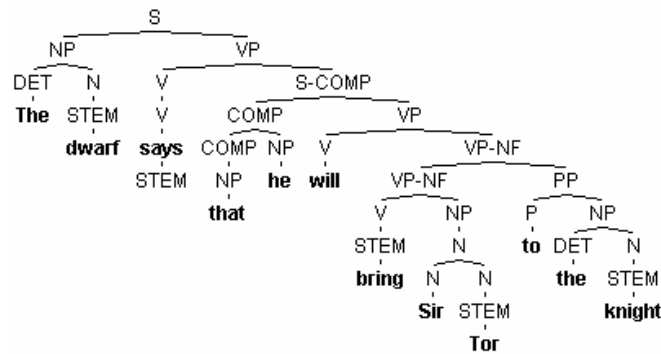 S
NP VP
DET N V S-COMP
The STEM V COMP VP
dwarf says COMP NP V VP-NF
STEM NP he will VP-NF PP
that V NP P NP
STEM N to DET N
bring N N the STEM
Sir STEM knight
Tor